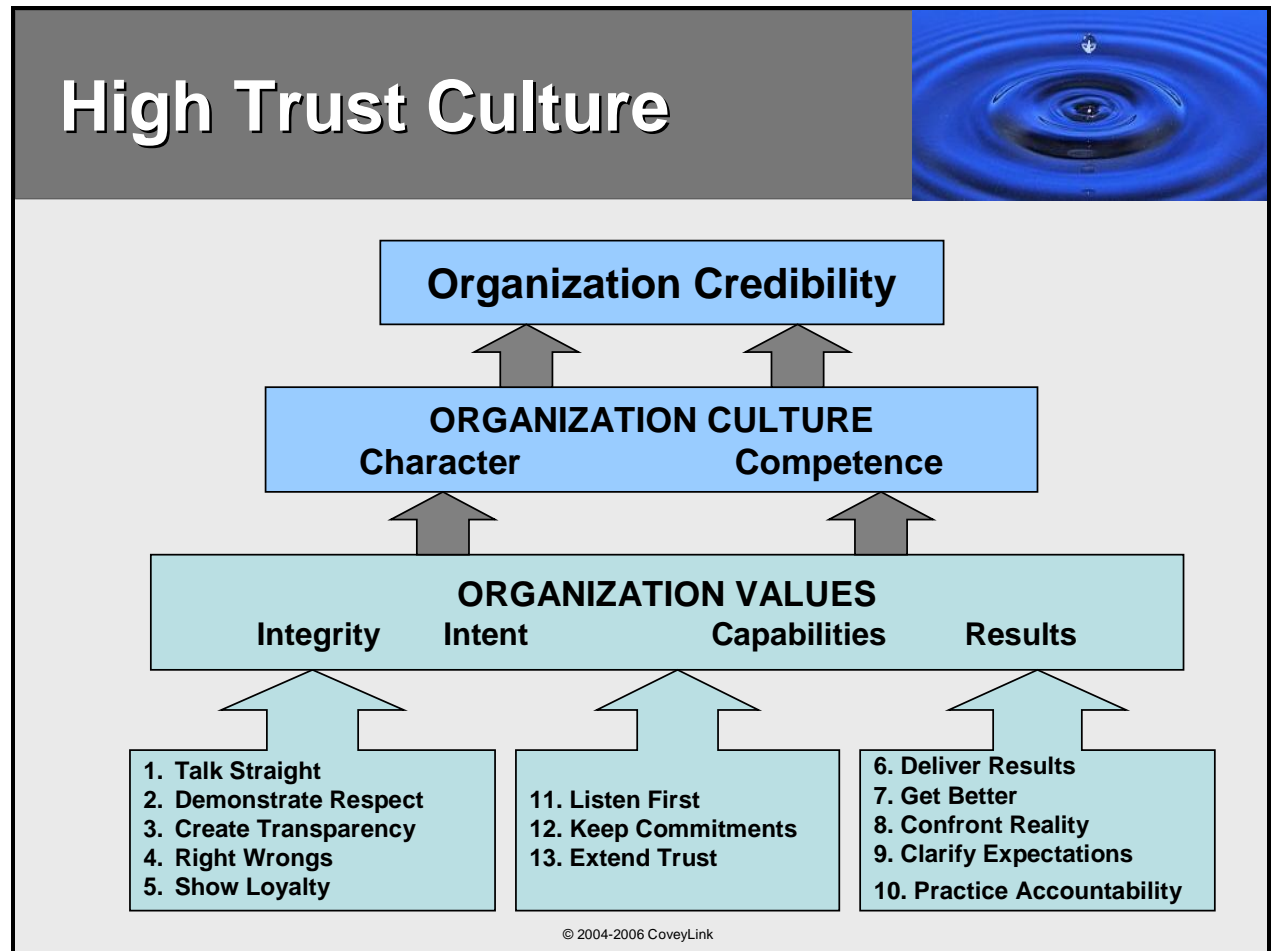 High Trust Culture
Organization Credibility
ORGANIZATION CULTURE
Character Competence
ORGANIZATION VALUES
Integrity Intent Capabilities Results
1. Talk Straight
2. Demonstrate Respect
3. Create Transparency
4. Right Wrongs
5. Show Loyalty
11. Listen First
12. Keep Commitments
13. Extend Trust
6. Deliver Results
7. Get Better
8. Confront Reality
9. Clarify Expectations
10. Practice Accountability
© 2004-2006 CoveyLink